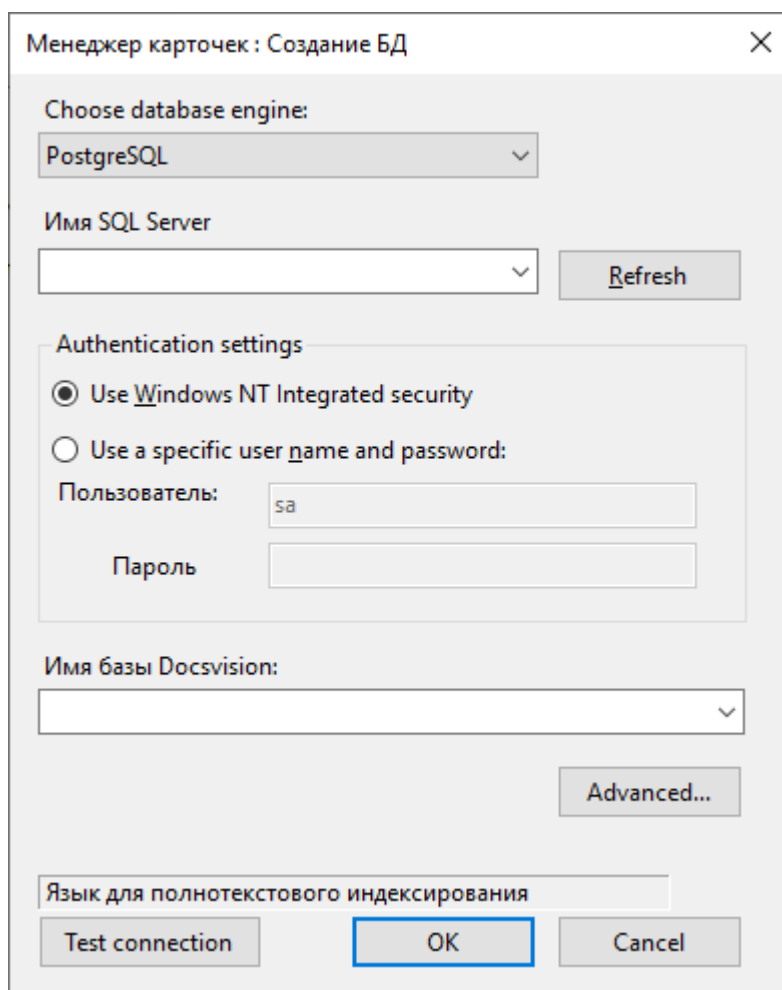 Менеджер карточек : Создание БД
Choose database engine:
PostgreSQL
Имя SQL Server
Refresh
Authentication settings
Use Windows NT Integrated security
Use a specific user name and password:
Пользователь:
sa
Пароль
Имя базы Docsvision:
Advanced...
Язык для полнотекстового индексирования
Test connection
OK
Cancel